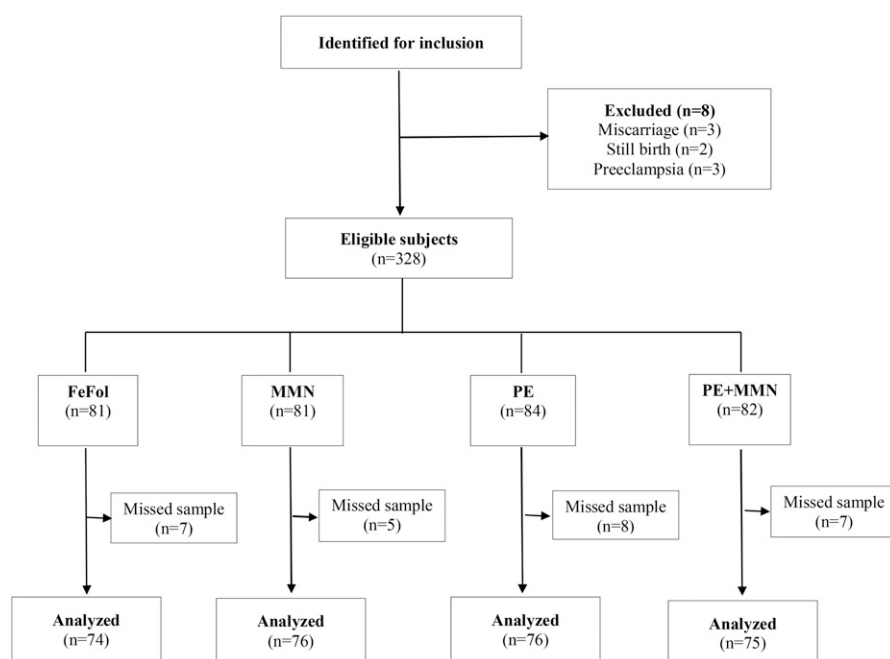 Identified for inclusion
Excluded (n=8)
Miscarriage (n=3)
Still birth (n=2)
Preeclampsia (n=3)
Eligible subjects
(n=328)
FeFol
(n=81)
MMN
(n=81)
PE
(n=84)
PE+MMN
(n=82)
Missed sample
(n=7)
Missed sample
(n=5)
Missed sample
(n=8)
Missed sample
(n=7)
Analyzed
(n=74)
Analyzed
(n=76)
Analyzed
(n=76)
Analyzed
(n=75)